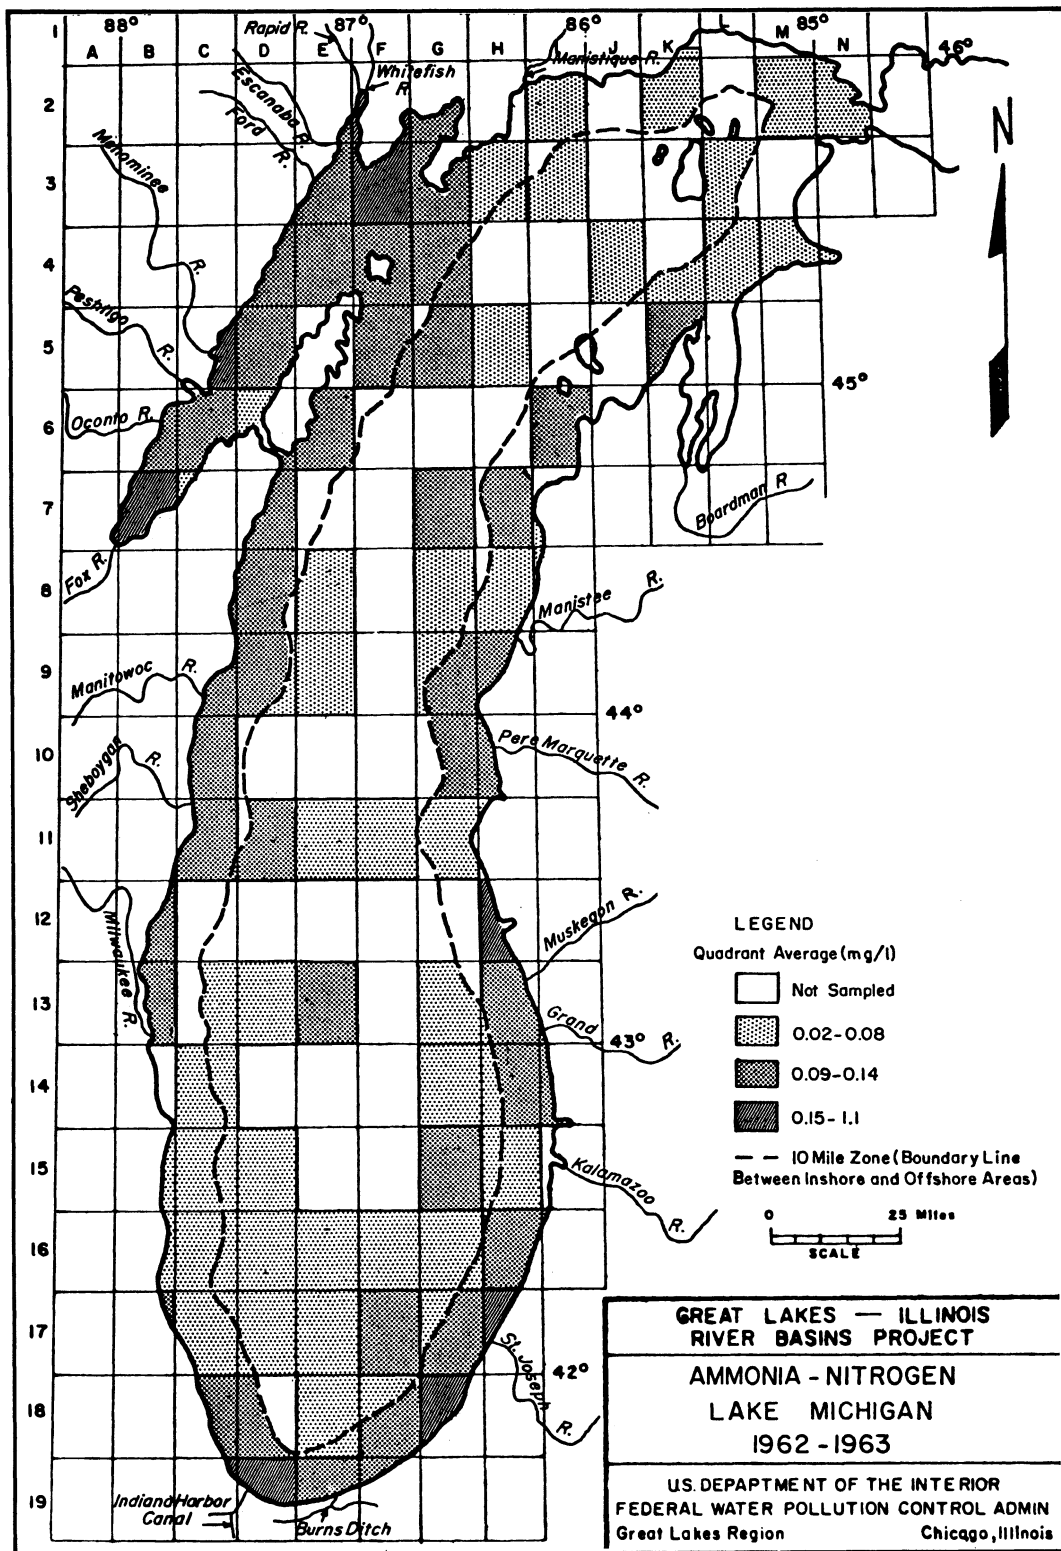 88° 87° 86° 85°
A B C D E F G H J K M N
46°
1
2
3
4
5
6
7
8
9
10
11
12
13
14
15
16
17
18
19
Rapid R.
Whitefish
R.
Escanaba R.
Ford R.
Manistique R.
Menominee R.
Peshtigo R.
Oconto R.
Fox R.
45°
Boardman R
Manistee R.
Manitowoc R.
44°
Sheboygan R.
Pere Marquette R.
Milwaukee R.
Muskegon R.
Grand R.
43°
Kalamazoo R.
St. Joseph R.
42°
Indiana Harbor
Canal
Burns Ditch
N
LEGEND
Quadrant Average (mg/l)
Not Sampled
0.02-0.08
0.09-0.14
0.15-1.1
10 Mile Zone (Boundary Line
Between Inshore and Offshore Areas)
0 25 Miles
SCALE
GREAT LAKES — ILLINOIS
RIVER BASINS PROJECT
AMMONIA - NITROGEN
LAKE MICHIGAN
1962 - 1963
U.S. DEPAPTMENT OF THE INTERIOR
FEDERAL WATER POLLUTION CONTROL ADMIN
Great Lakes Region Chicago, Illinois